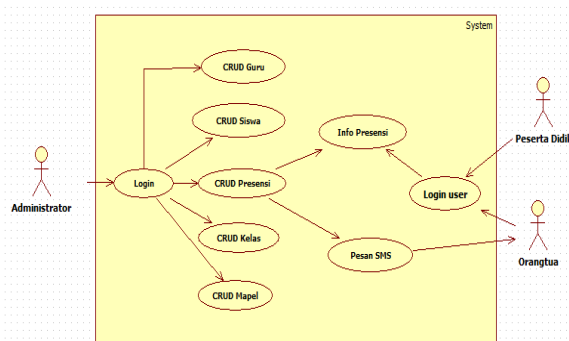 System
CRUD Guru
CRUD Siswa
Info Presensi
Peserta Didik
Login
CRUD Presensi
Login user
Administrator
CRUD Kelas
Pesan SMS
Orangtua
CRUD Mapel